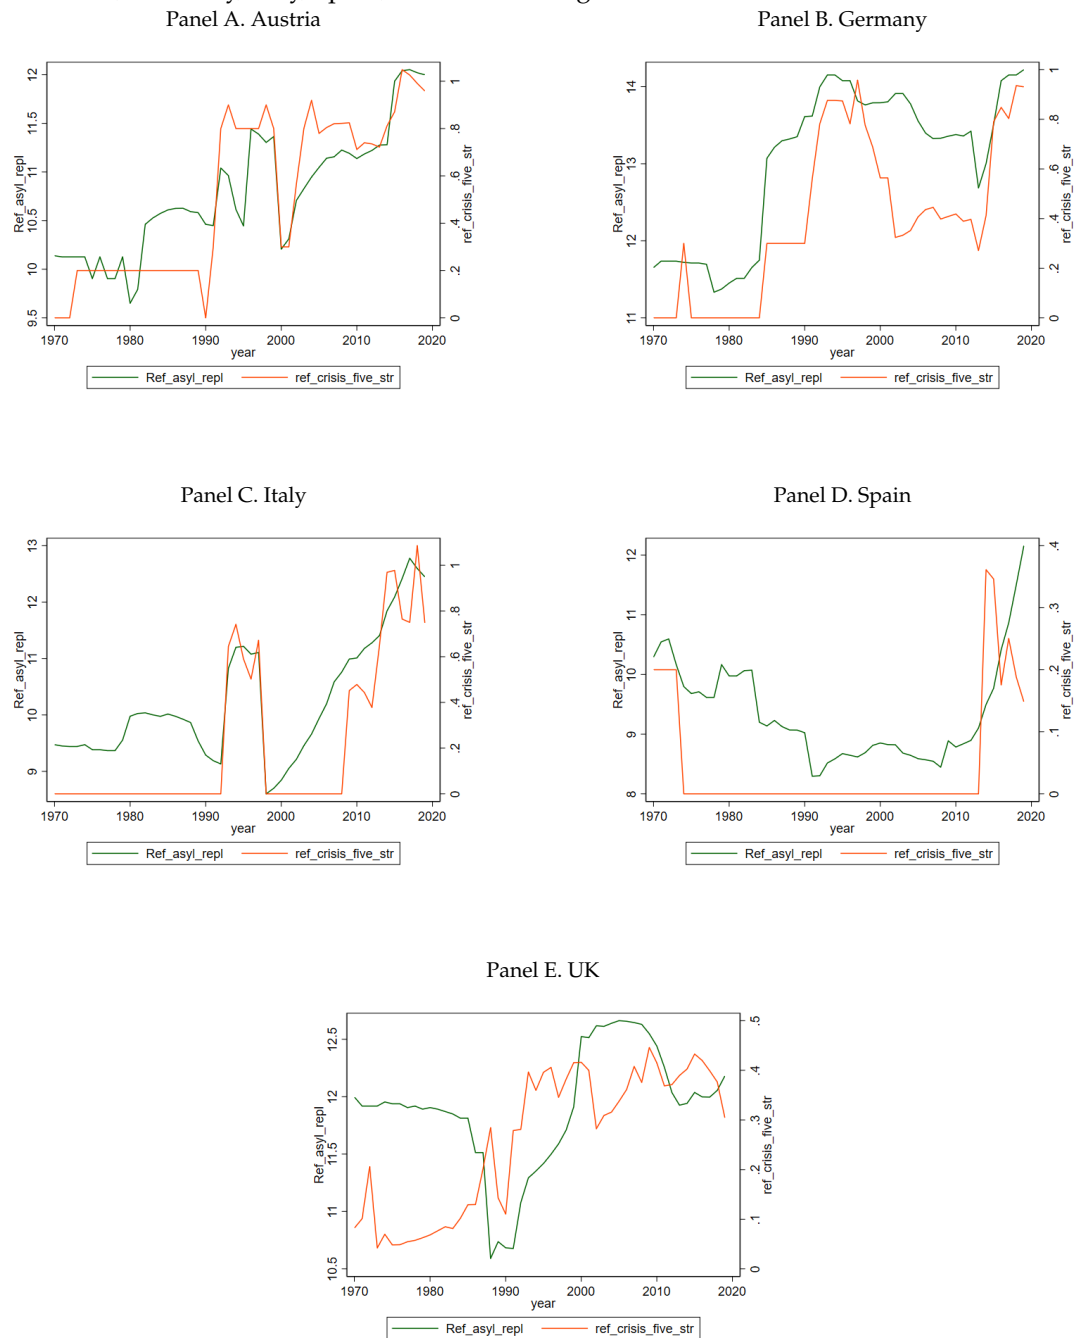 Panel A. Austria
Panel B. Germany
12
11.5
11
10.5
10
9.5
Ref_asyl_repl
1
.8
.6
.4
.2
0
ref_crisis_five_str
1970 1980 1990 2000 2010 2020
year
Ref_asyl_repl ref_crisis_five_str
14
13
12
11
Ref_asyl_repl
1
.8
.6
.4
.2
0
ref_crisis_five_str
1970 1980 1990 2000 2010 2020
year
Ref_asyl_repl ref_crisis_five_str
Panel C. Italy
Panel D. Spain
13
12
11
10
9
Ref_asyl_repl
1
.8
.6
.4
.2
0
ref_crisis_five_str
1970 1980 1990 2000 2010 2020
year
Ref_asyl_repl ref_crisis_five_str
12
11
10
9
8
Ref_asyl_repl
.4
.3
.2
.1
0
ref_crisis_five_str
1970 1980 1990 2000 2010 2020
year
Ref_asyl_repl ref_crisis_five_str
Panel E. UK
12.5
12
11.5
11
10.5
Ref_asyl_repl
.5
.4
.3
.2
.1
0
ref_crisis_five_str
1970 1980 1990 2000 2010 2020
year
Ref_asyl_repl ref_crisis_five_str